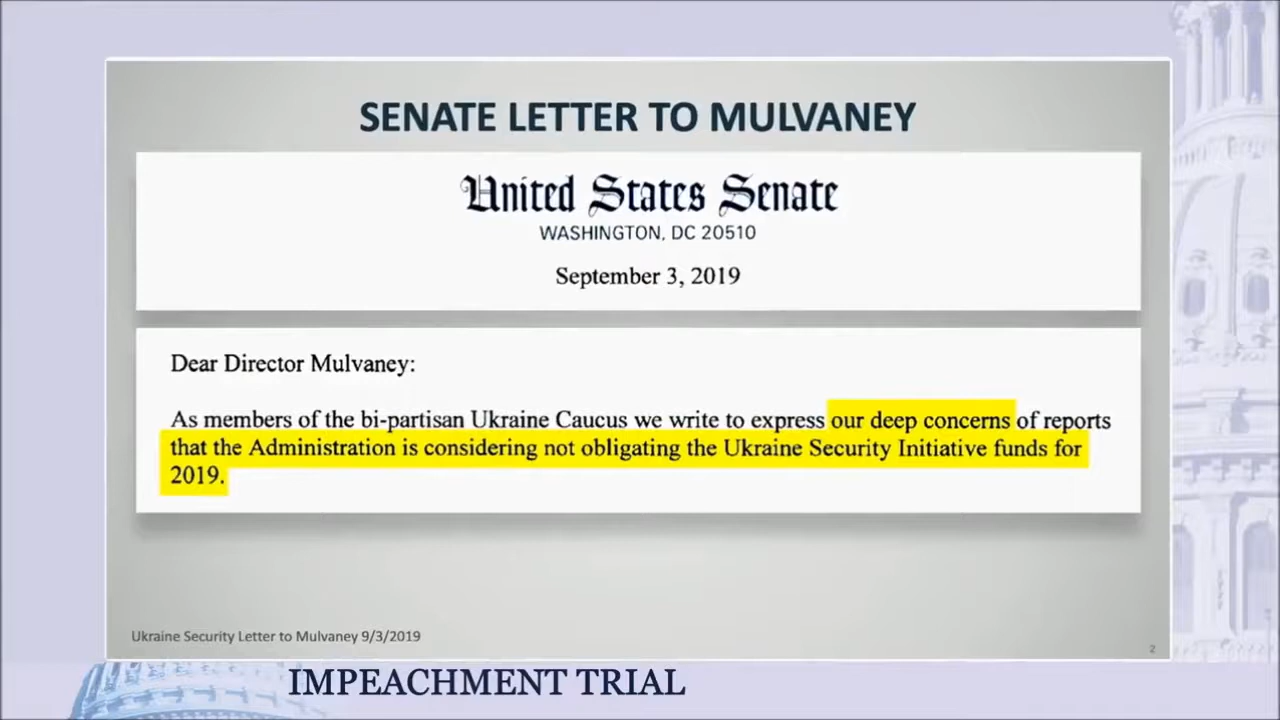 SENATE LETTER TO MULVANEY
United States Senate
WASHINGTON, DC 20510
September 3, 2019
Dear Director Mulvaney:
As members of the bi-partisan Ukraine Caucus we write to express our deep concerns of reports
that the Administration is considering not obligating the Ukraine Security Initiative funds for
2019.
Ukraine Security Letter to Mulvaney 9/3/2019
2
IMPEACHMENT TRIAL